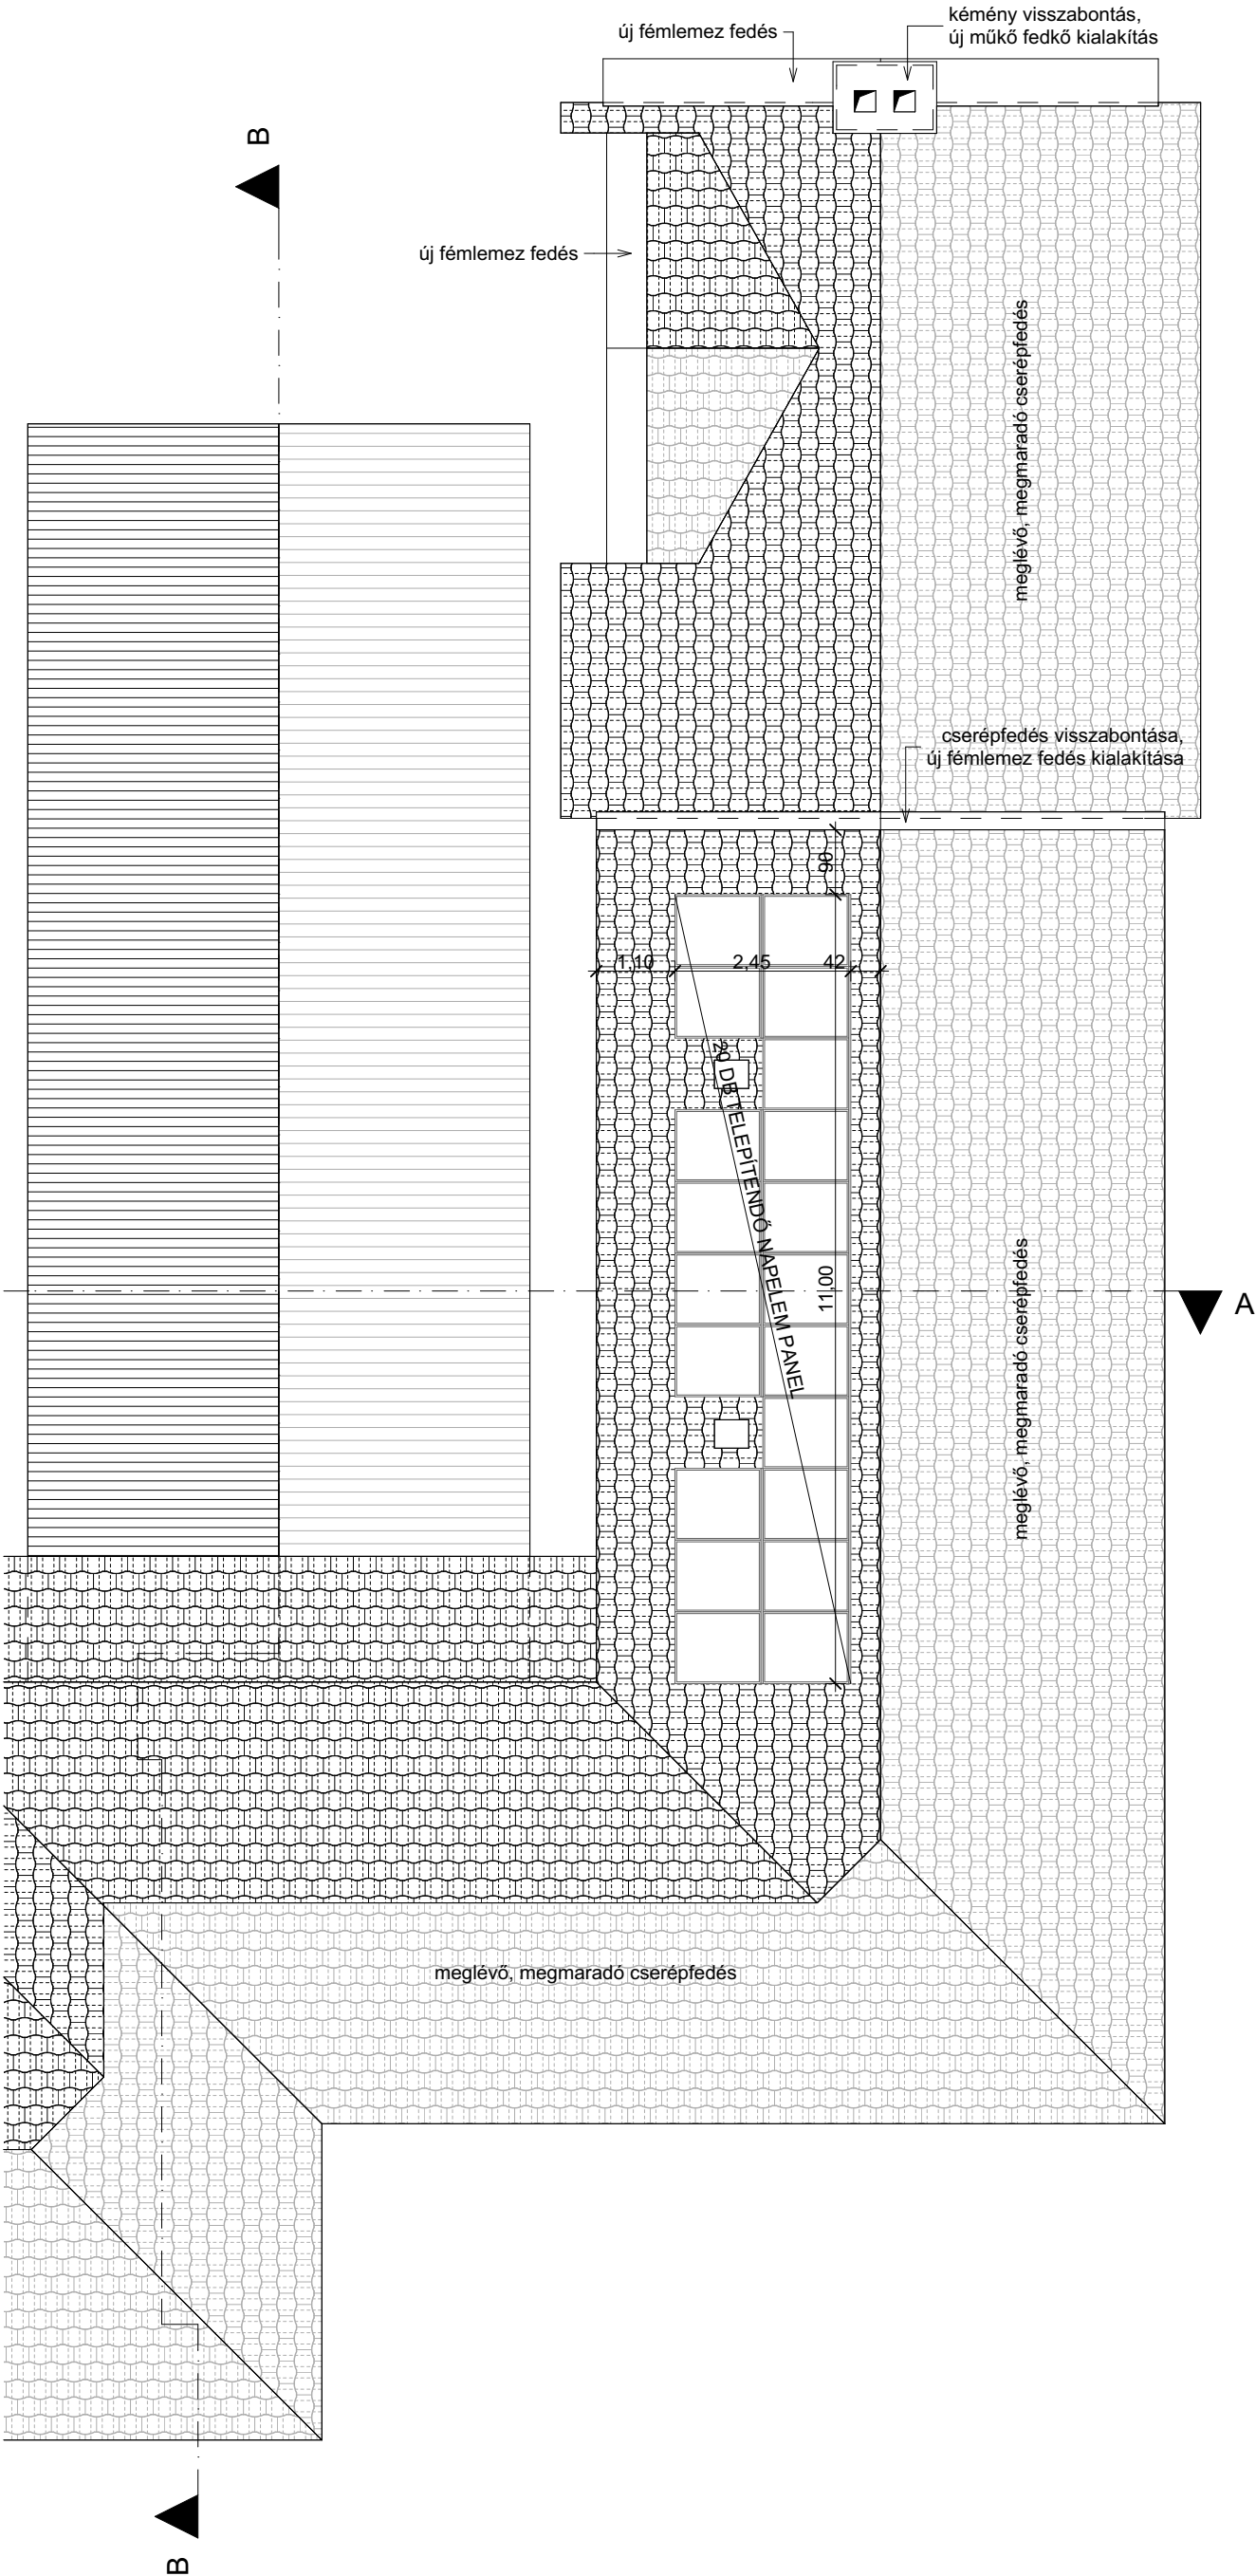 kémény visszabontás,
új műkő fedkő kialakítás
új fémlemez fedés
B
új fémlemez fedés
meglévő, megmaradó cserépfedés
cserépfedés visszabontása,
új fémlemez fedés kialakítása
90
1,10
2,45
42
20 DB TELEPÍTENDŐ NAPELEM PANEL
11,00
meglévő, megmaradó cserépfedés
A
meglévő, megmaradó cserépfedés
B